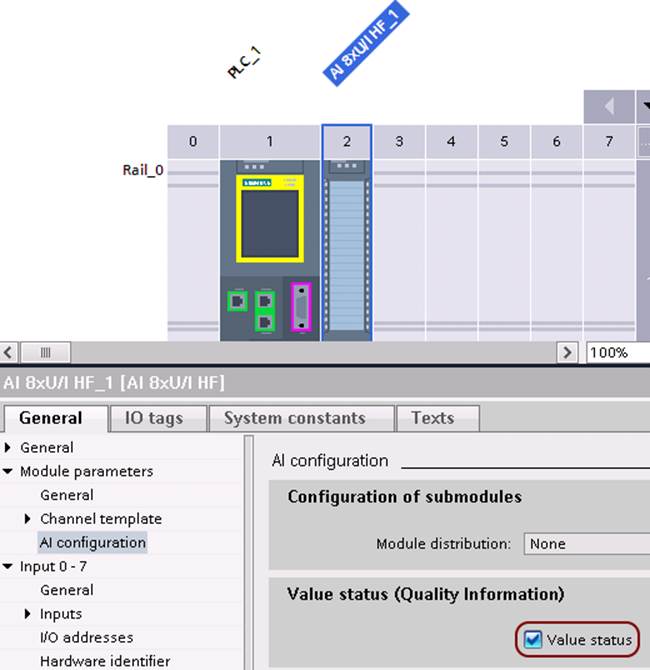 PLC_1
AI 8xU/I HF_1
0 1 2 3 4 5 6 7 ...
Rail_0
SIEMENS
100%
AI 8xU/I HF_1 [AI 8xU/I HF]
General IO tags System constants Texts
General
Module parameters
General
Channel template
AI configuration
Input 0 - 7
General
Inputs
I/O addresses
Hardware identifier
AI configuration
Configuration of submodules
Module distribution: None
Value status (Quality Information)
Value status